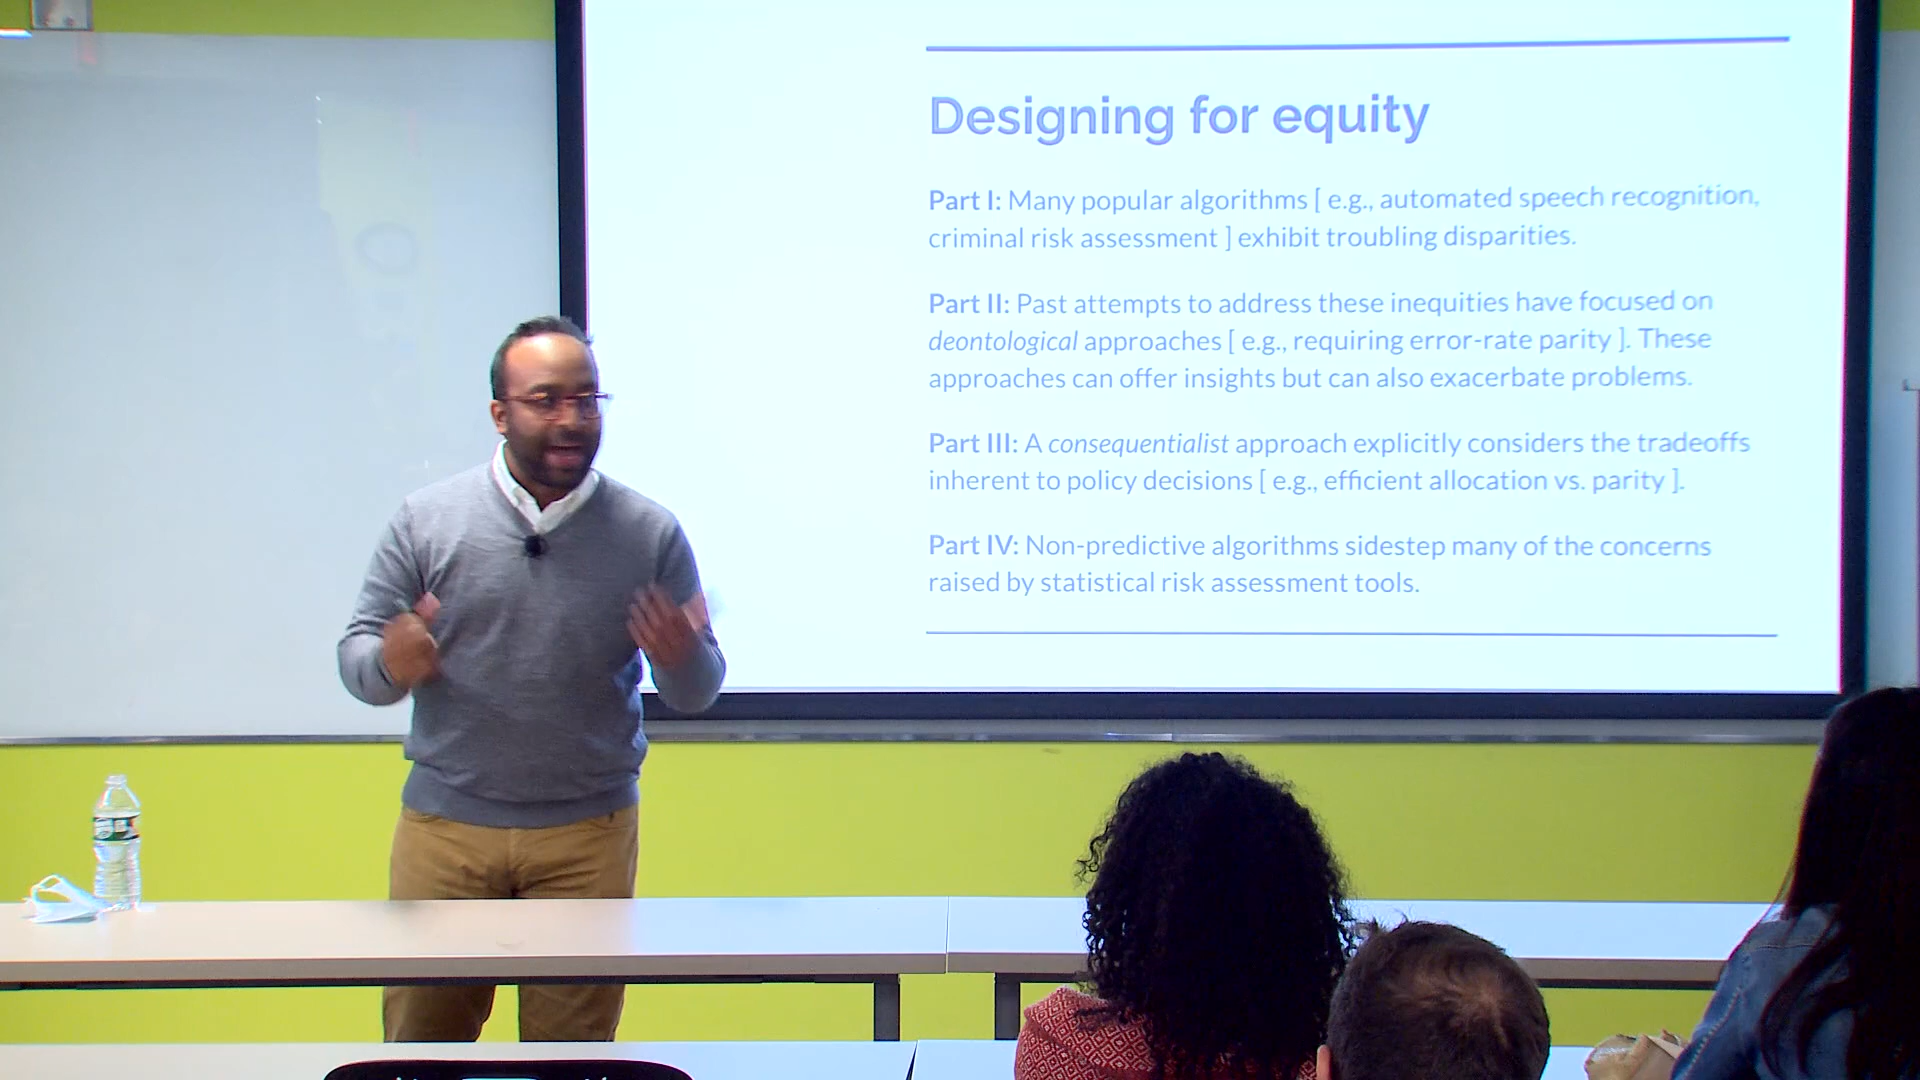 Designing for equity
Part I: Many popular algorithms [ e.g., automated speech recognition,
criminal risk assessment ] exhibit troubling disparities.
Part II: Past attempts to address these inequities have focused on
deontological approaches [ e.g., requiring error-rate parity ]. These
approaches can offer insights but can also exacerbate problems.
Part III: A consequentialist approach explicitly considers the tradeoffs
inherent to policy decisions [ e.g., efficient allocation vs. parity ].
Part IV: Non-predictive algorithms sidestep many of the concerns
raised by statistical risk assessment tools.